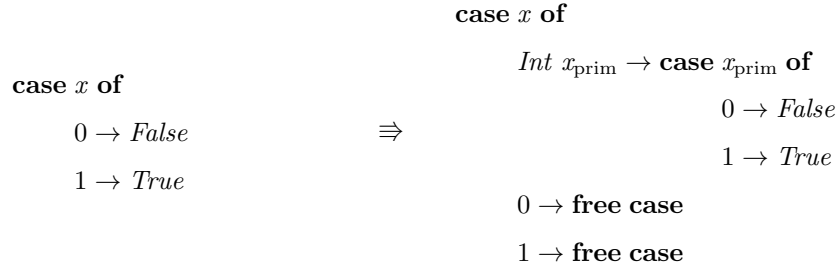 case x of
0 → False
1 → True
⇛
case x of
Int x_prim → case x_prim of
0 → False
1 → True
0 → free case
1 → free case